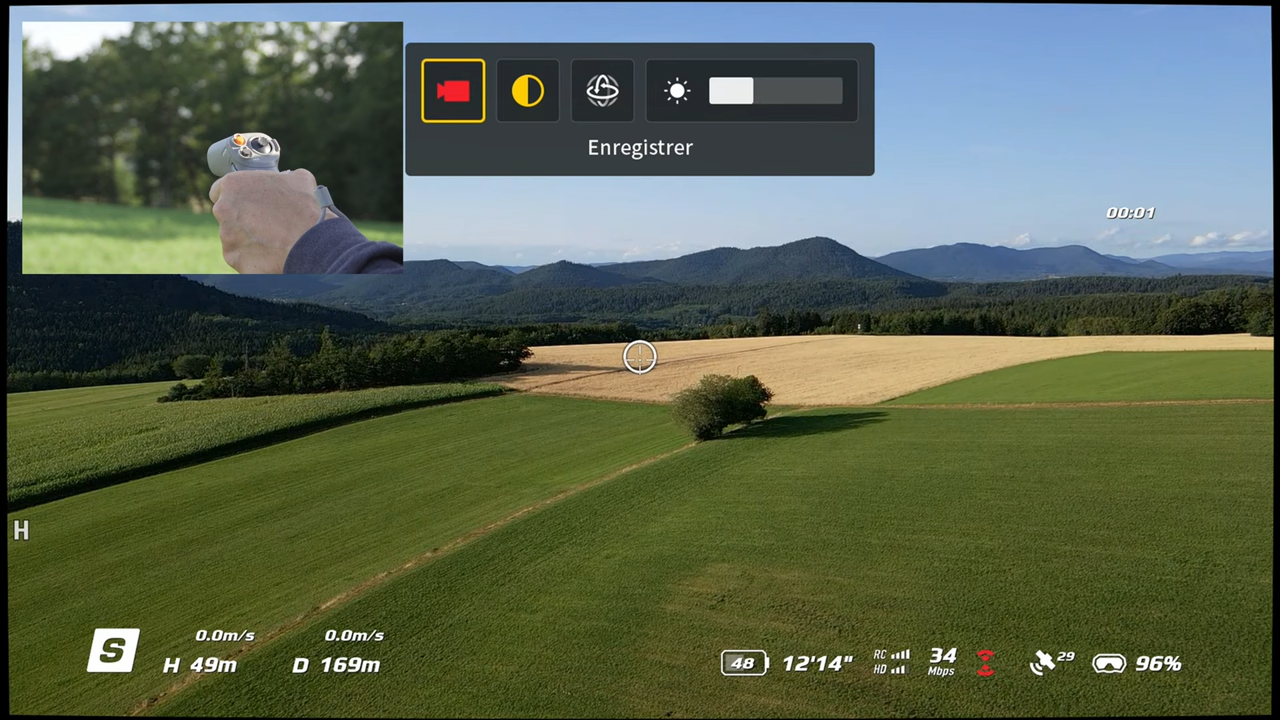 Enregistrer
00:01
H
S
0.0m/s
0.0m/s
H 49m
D 169m
48
12'14"
RC
HD
34
Mbps
29
96%